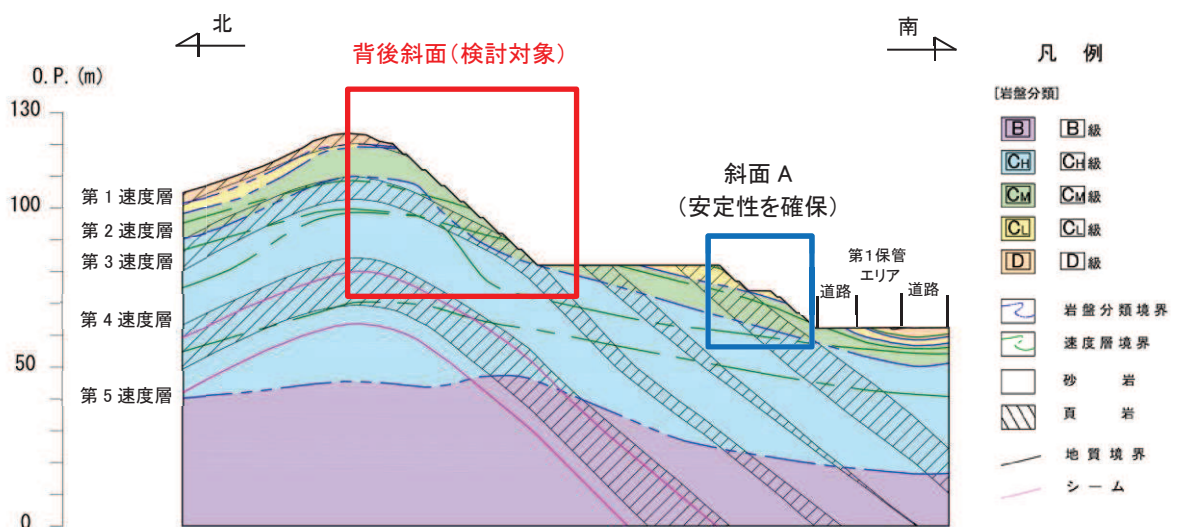 北
南
背後斜面(検討対象)
O.P.(m)
130
100
50
0
第1速度層
第2速度層
第3速度層
第4速度層
第5速度層
斜面A
(安定性を確保)
第1保管
エリア
道路
道路
凡 例
[岩盤分類]
B B級
CH CH級
CM CM級
CL CL級
D D級
岩盤分類境界
速度層境界
砂 岩
頁 岩
地質境界
シーム